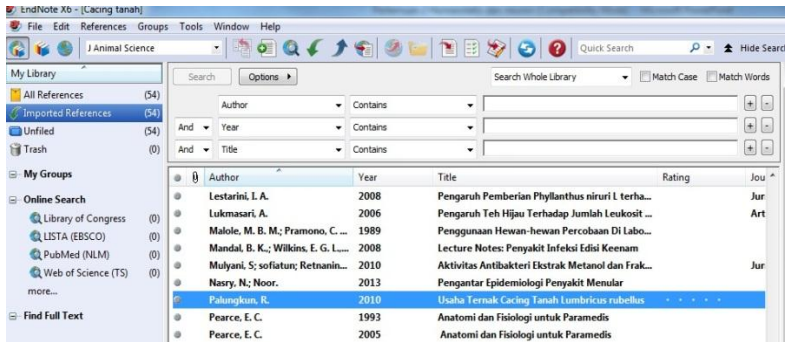 EndNote X6 - [Cacing tanah]
File Edit References Groups Tools Window Help
J Animal Science Quick Search Hide Searc
My Library Search Options Search Whole Library Match Case Match Words
All References (54)
Imported References (54)
Unfiled (54)
Trash (0)
My Groups
Online Search
Library of Congress (0)
LISTA (EBSCO) (0)
PubMed (NLM) (0)
Web of Science (TS) (0)
more...
Find Full Text
Author Contains + -
And Year Contains + -
And Title Contains + -
Author Year Title Rating Jou
Lestarini, I. A. 2008 Pengaruh Pemberian Phyllanthus niruri L terha... Jur
Lukmasari, A. 2006 Pengaruh Teh Hijau Terhadap Jumlah Leukosit ... Art
Malole, M. B. M.; Pramono, C. ... 1989 Penggunaan Hewan-hewan Percobaan Di Labo...
Mandal, B. K.; Wilkins, E. G. L.,... 2008 Lecture Notes: Penyakit Infeksi Edisi Keenam
Mulyani, S; sofiatun; Retnanin... 2010 Aktivitas Antibakteri Ekstrak Metanol dan Frak... Jur
Nasry, N.; Noor. 2013 Pengantar Epidemiologi Penyakit Menular
Palungkun, R. 2010 Usaha Ternak Cacing Tanah Lumbricus rubellus
Pearce, E. C. 1993 Anatomi dan Fisiologi untuk Paramedis
Pearce, E. C. 2005 Anatomi dan Fisiologi untuk Paramedis